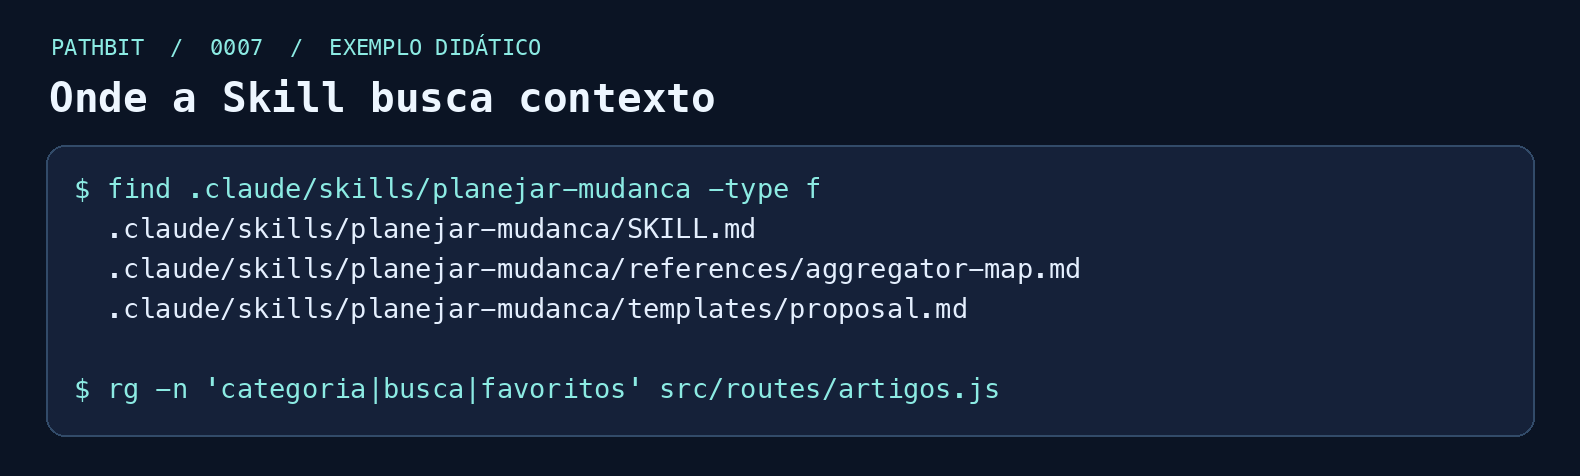 PATHBIT / 0007 / EXEMPLO DIDÁTICO
Onde a Skill busca contexto
$ find .claude/skills/planejar-mudanca -type f
.claude/skills/planejar-mudanca/SKILL.md
.claude/skills/planejar-mudanca/references/aggregator-map.md
.claude/skills/planejar-mudanca/templates/proposal.md
$ rg -n 'categoria|busca|favoritos' src/routes/artigos.js